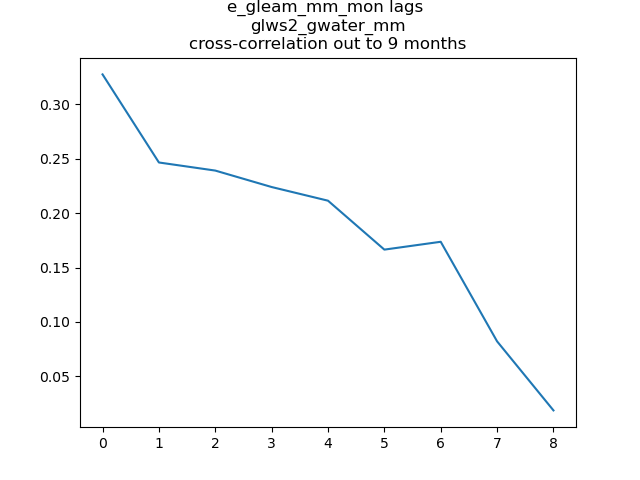 e_gleam_mm_mon lags
glws2_gwater_mm
cross-correlation out to 9 months
0.30
0.25
0.20
0.15
0.10
0.05
0 1 2 3 4 5 6 7 8